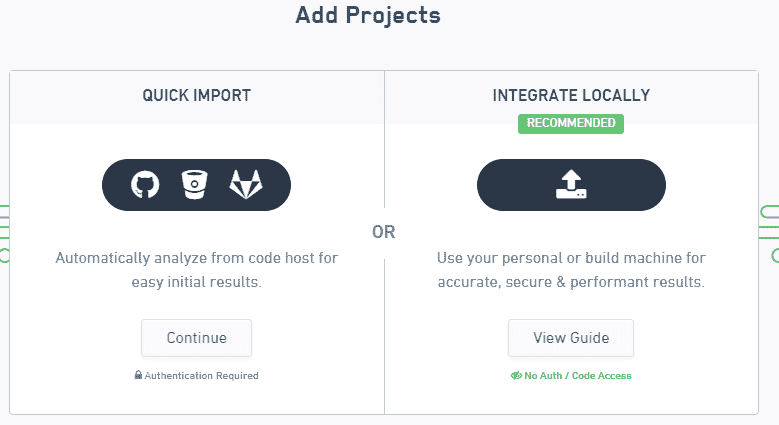 Add Projects
QUICK IMPORT
Automatically analyze from code host for
easy initial results.
Continue
Authentication Required
OR
INTEGRATE LOCALLY
RECOMMENDED
Use your personal or build machine for
accurate, secure & performant results.
View Guide
No Auth / Code Access